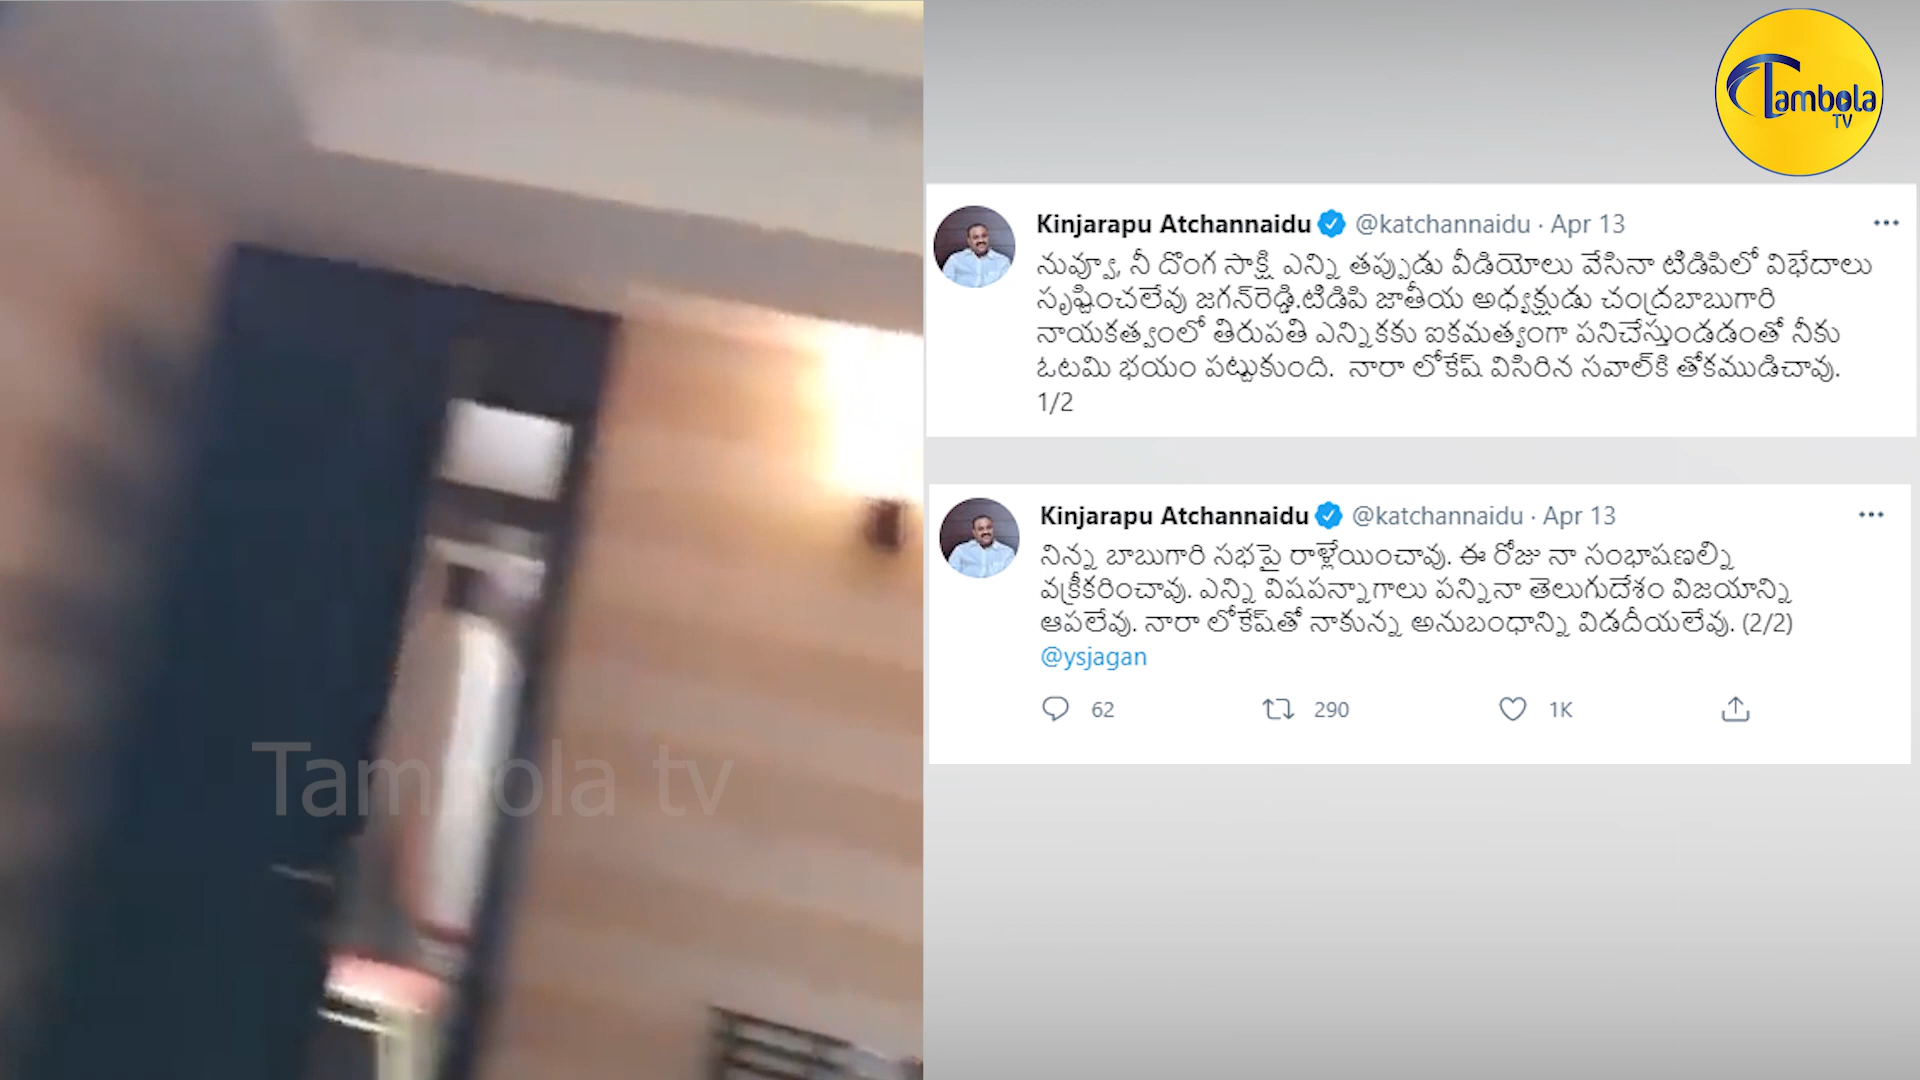 Tambola
TV
Kinjarapu Atchannaidu @katchannaidu · Apr 13
నువ్వూ, నీ దొంగ సాక్షి ఎన్ని తప్పుడు వీడియోలు వేసినా టిడిపిలో విభేదాలు
సృష్టించలేవు జగన్‌రెడ్డి.టిడిపి జాతీయ అధ్యక్షుడు చంద్రబాబుగారి
నాయకత్వంలో తిరుపతి ఎన్నికకు ఐకమత్యంగా పనిచేస్తుండడంతో నీకు
ఓటమి భయం పట్టుకుంది. నారా లోకేష్ విసిరిన సవాల్‌కి తోకముడిచావు.
1/2
Kinjarapu Atchannaidu @katchannaidu · Apr 13
నిన్న బాబుగారి సభపై రాళ్లేయించావు. ఈ రోజు నా సంభాషణల్ని
వక్రీకరించావు. ఎన్ని విషపన్నాగాలు పన్నినా తెలుగుదేశం విజయాన్ని
ఆపలేవు. నారా లోకేష్‌తో నాకున్న అనుబంధాన్ని విడదీయలేవు. (2/2)
@ysjagan
62 290 1K
Tambola tv